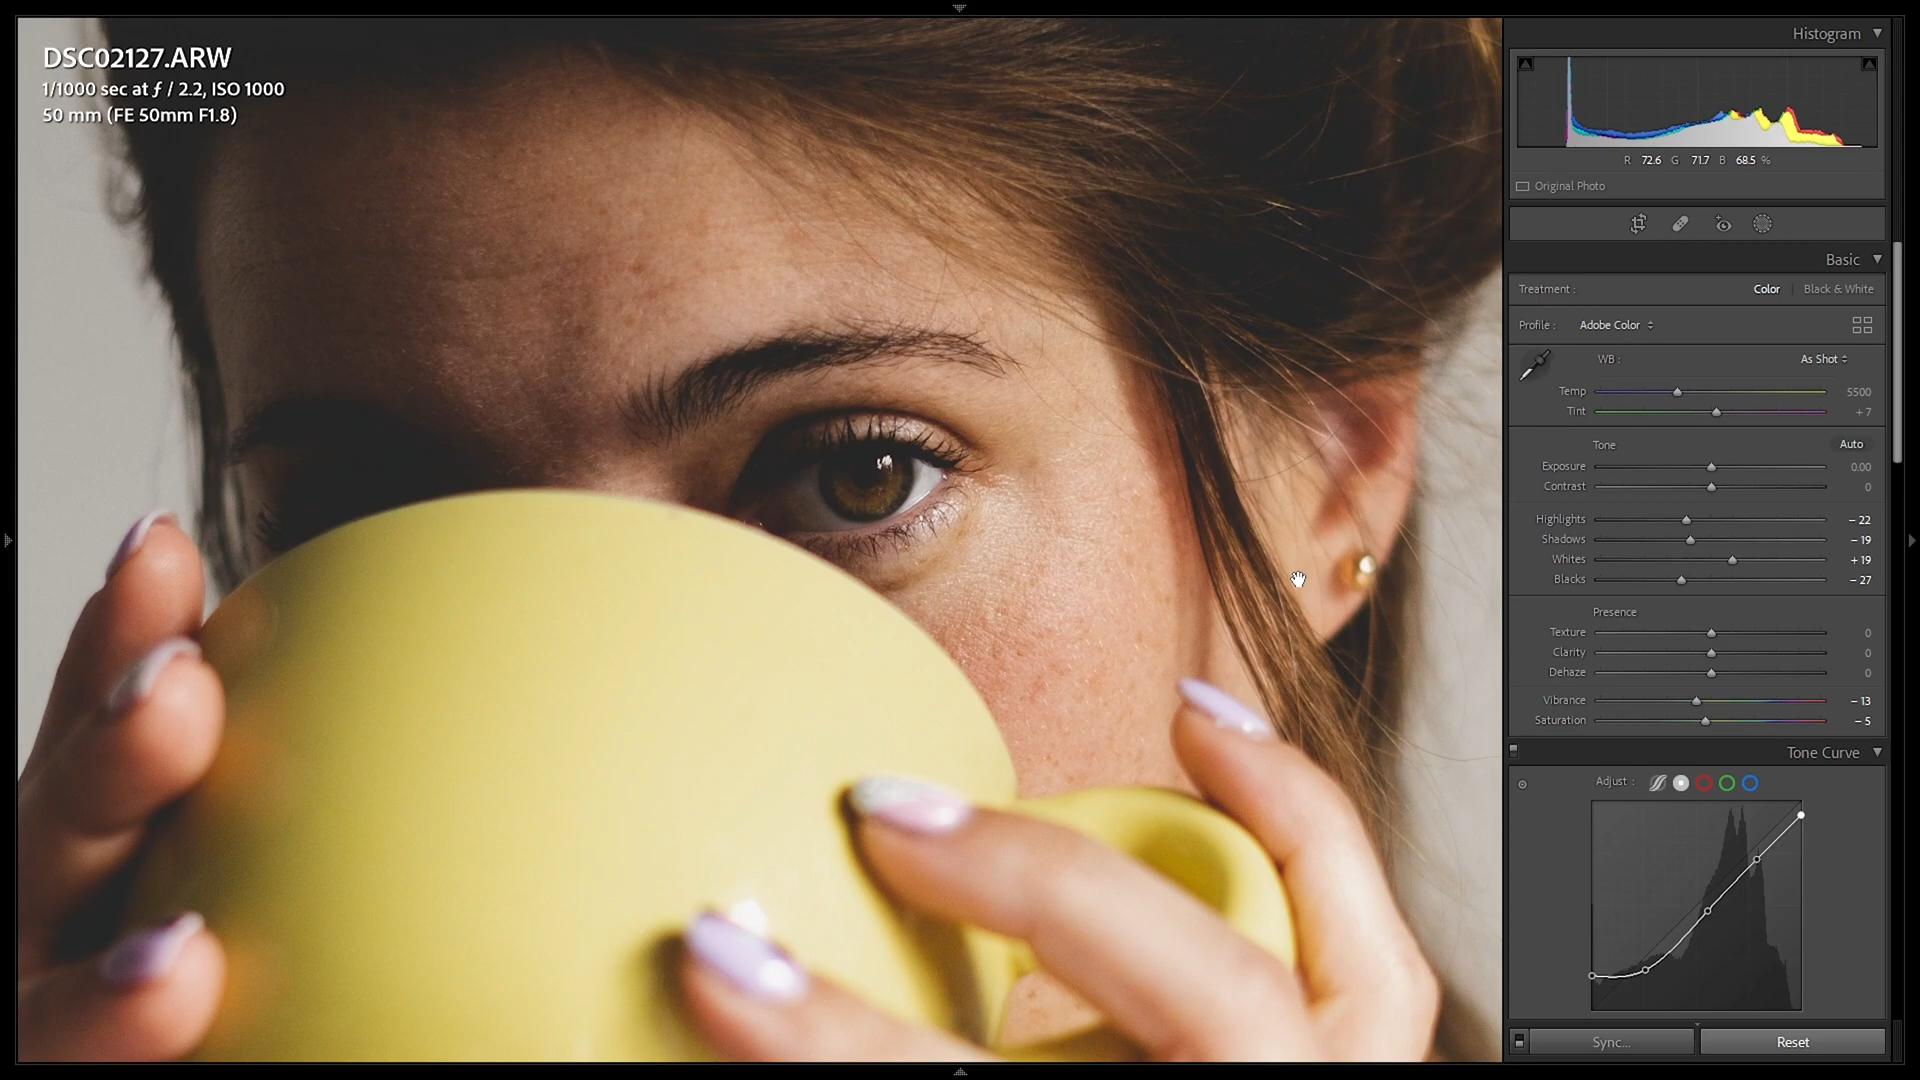 DSC02127.ARW
1/1000 sec at ƒ / 2.2, ISO 1000
50 mm (FE 50mm F1.8)
Histogram
R 72.6 G 71.7 B 68.5 %
Original Photo
Basic
Treatment : Color Black & White
Profile : Adobe Color
WB : As Shot
Temp 5500
Tint + 7
Tone Auto
Exposure 0.00
Contrast 0
Highlights – 22
Shadows – 19
Whites + 19
Blacks – 27
Presence
Texture 0
Clarity 0
Dehaze 0
Vibrance – 13
Saturation – 5
Tone Curve
Adjust :
Sync... Reset